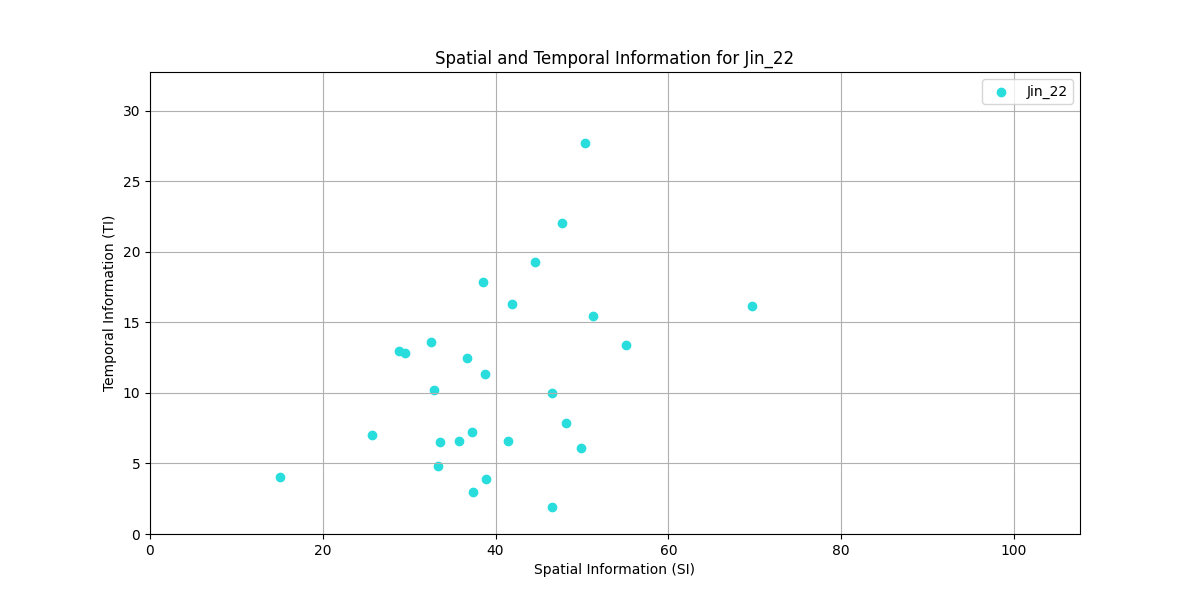 Spatial and Temporal Information for Jin_22
Jin_22
30
25
20
15
10
5
0
Temporal Information (TI)
0 20 40 60 80 100
Spatial Information (SI)